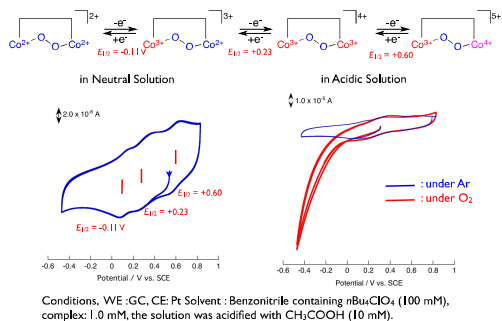 ]2+ -e- ]3+ -e- ]4+ -e- ]5+
+e- +e- +e-
Co2+ O O Co2+ E1/2 = -0.11 V Co3+ O O Co2+ E1/2 = +0.23 Co3+ O O Co3+ E1/2 = +0.60 Co3+ O O Co4+
in Neutral Solution in Acidic Solution
2.0 x 10-6 A 1.0 x 10-5 A
: under Ar
: under O2
E1/2 = +0.60
E1/2 = +0.23
E1/2 = -0.11 V
-0.6 -0.4 -0.2 0 0.2 0.4 0.6 0.8 1 -0.6 -0.4 -0.2 0 0.2 0.4 0.6 0.8 1
Potential / V vs. SCE Potential / V vs. SCE
Conditions, WE :GC, CE: Pt Solvent : Benzonitrile containing nBu4ClO4 (100 mM),
complex: 1.0 mM, the solution was acidified with CH3COOH (10 mM).